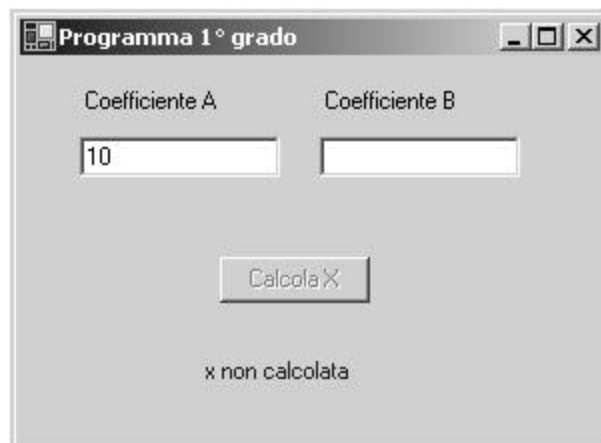 Programma 1° grado
Coefficiente A Coefficiente B
10
Calcola X
x non calcolata